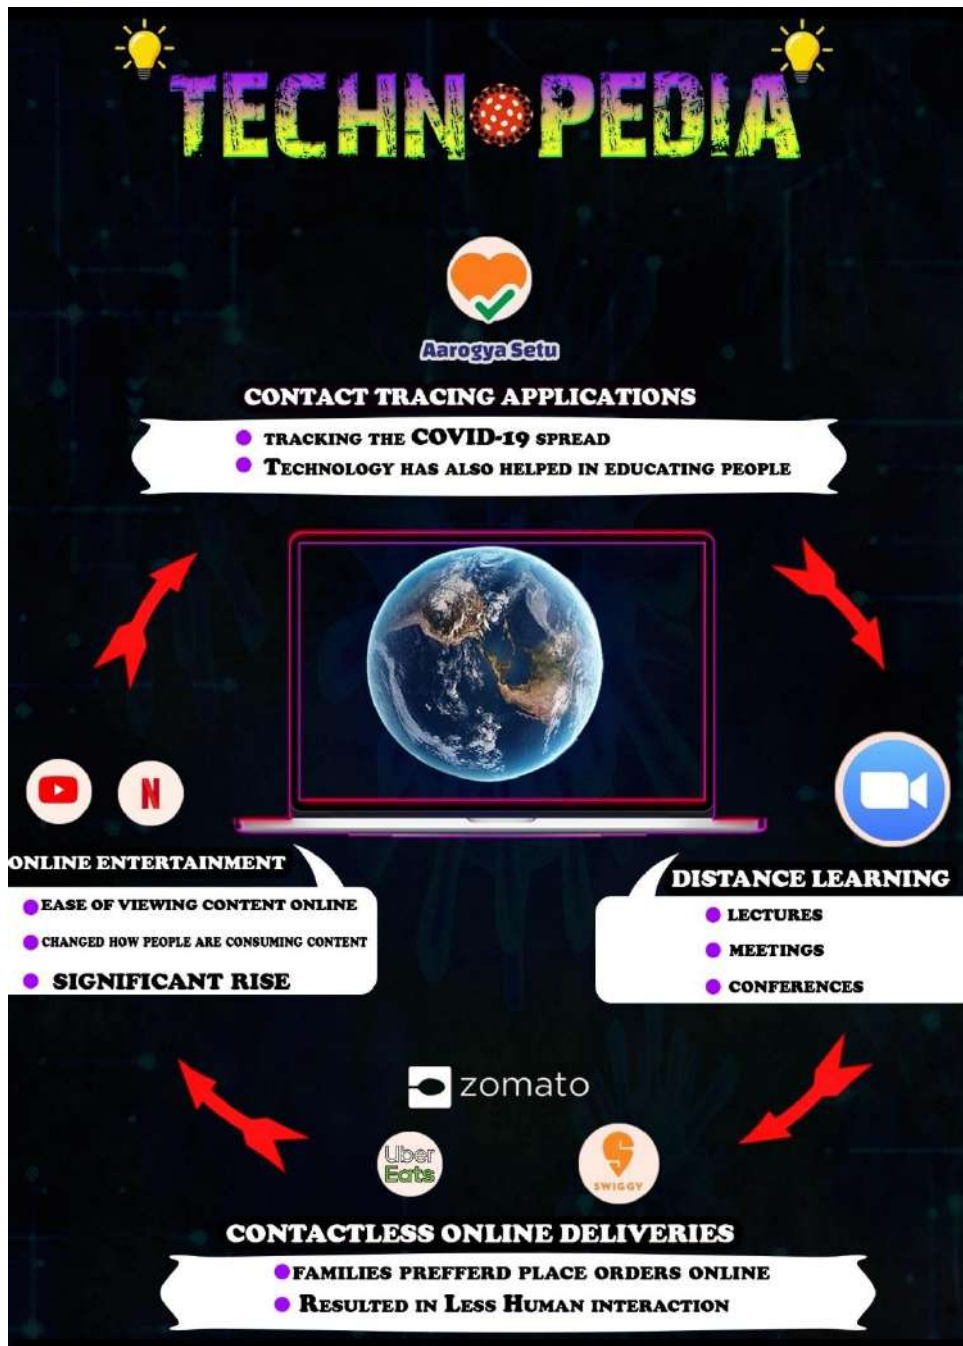 TECHNOPEDIA
Aarogya Setu
CONTACT TRACING APPLICATIONS
TRACKING THE COVID-19 SPREAD
TECHNOLOGY HAS ALSO HELPED IN EDUCATING PEOPLE
N
ONLINE ENTERTAINMENT
EASE OF VIEWING CONTENT ONLINE
CHANGED HOW PEOPLE ARE CONSUMING CONTENT
SIGNIFICANT RISE
DISTANCE LEARNING
LECTURES
MEETINGS
CONFERENCES
zomato
Uber
Eats
SWIGGY
CONTACTLESS ONLINE DELIVERIES
FAMILIES PREFFERD PLACE ORDERS ONLINE
RESULTED IN LESS HUMAN INTERACTION